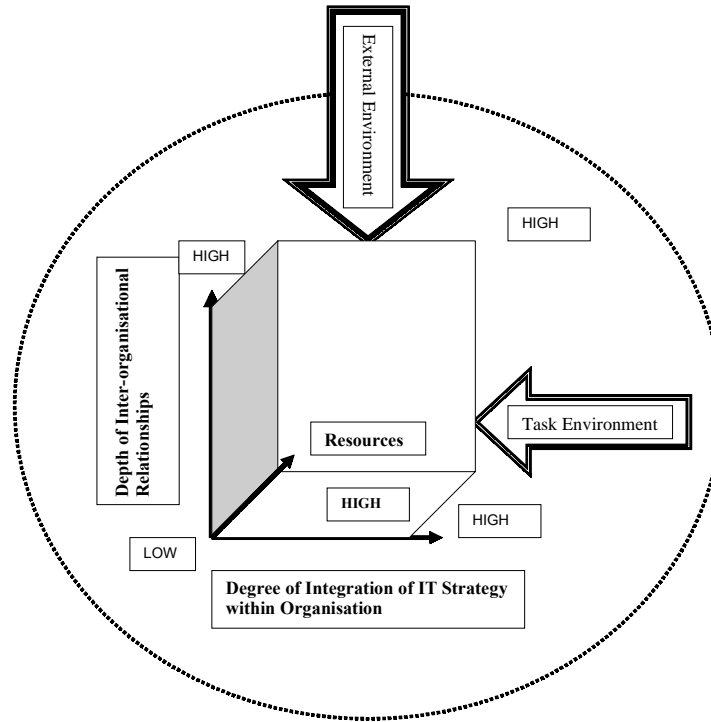 External Environment
HIGH
HIGH
Depth of Inter-organisational
Relationships
Task Environment
Resources
HIGH
HIGH
LOW
Degree of Integration of IT Strategy
within Organisation